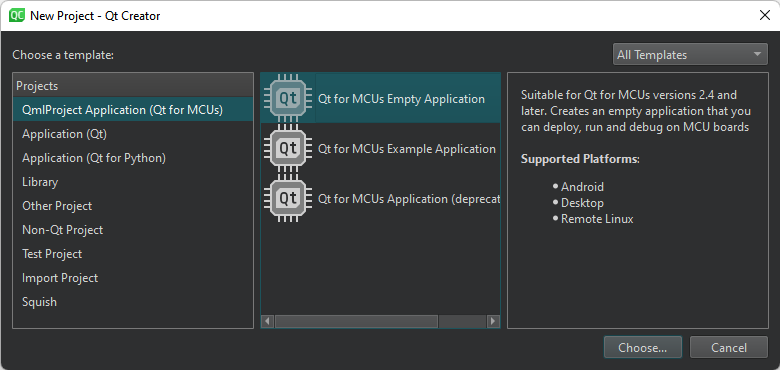 QC New Project - Qt Creator
Choose a template:
All Templates
Projects
QmlProject Application (Qt for MCUs)
Application (Qt)
Application (Qt for Python)
Library
Other Project
Non-Qt Project
Test Project
Import Project
Squish
Qt Qt for MCUs Empty Application
Qt Qt for MCUs Example Application
Qt Qt for MCUs Application (deprecat
Suitable for Qt for MCUs versions 2.4 and
later. Creates an empty application that you
can deploy, run and debug on MCU boards
Supported Platforms:
• Android
• Desktop
• Remote Linux
Choose...
Cancel